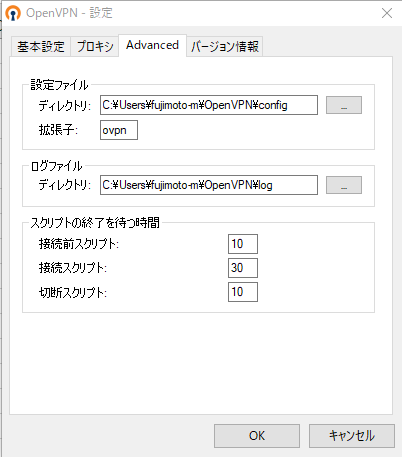 OpenVPN - 設定
基本設定 プロキシ Advanced バージョン情報
設定ファイル
ディレクトリ: C:¥Users¥fujimoto-m¥OpenVPN¥config ...
拡張子: ovpn
ログファイル
ディレクトリ: C:¥Users¥fujimoto-m¥OpenVPN¥log ...
スクリプトの終了を待つ時間
接続前スクリプト: 10
接続スクリプト: 30
切断スクリプト: 10
OK キャンセル